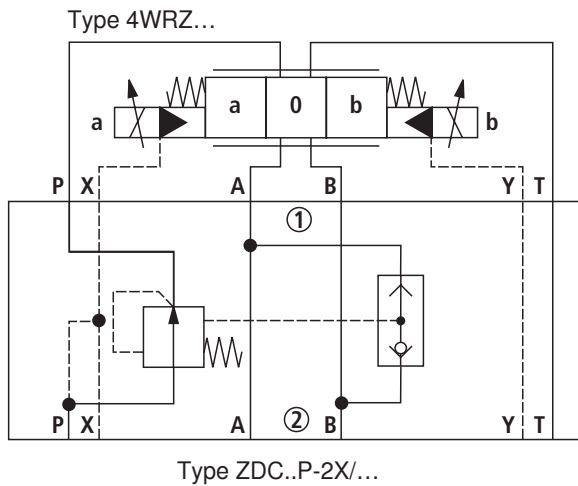 Type 4WRZ…
a a 0 b b
P X A B Y T
①
②
P X A B Y T
Type ZDC..P-2X/…